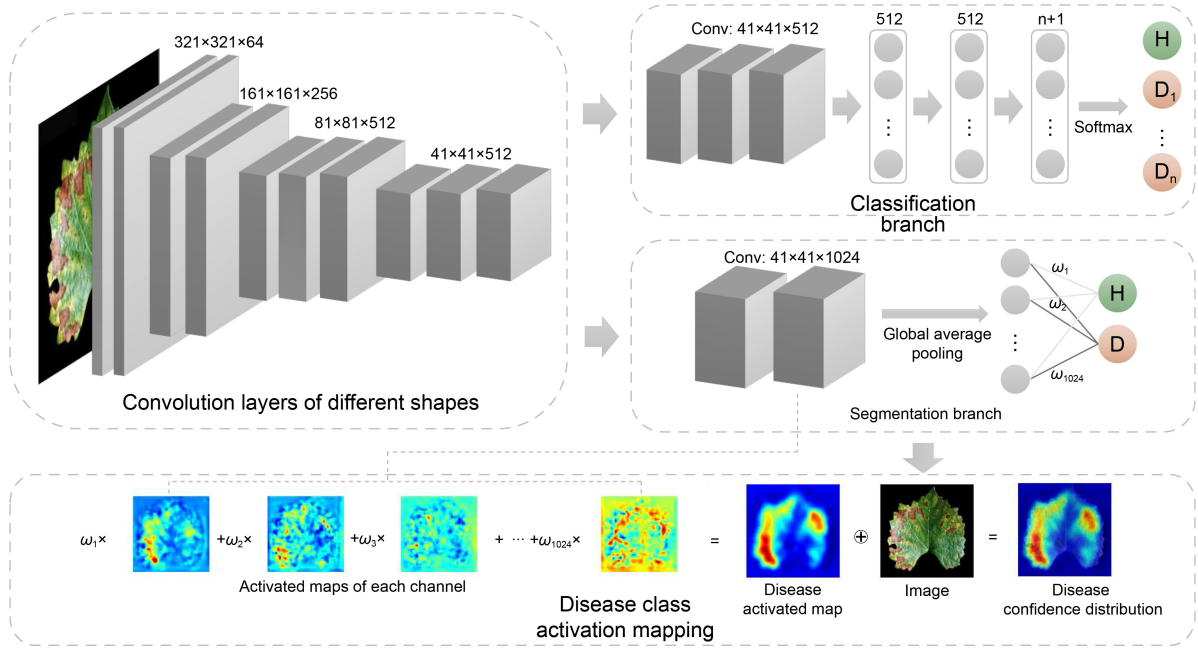 321×321×64
161×161×256
81×81×512
41×41×512
Convolution layers of different shapes
Conv: 41×41×512
512
512
n+1
⋮
⋮
⋮
Softmax
H
D₁
⋮
Dₙ
Classification
branch
Conv: 41×41×1024
Global average
pooling
ω₁
ω₂
⋮
ω₁₀₂₄
H
D
Segmentation branch
ω₁×
+ω₂×
+ω₃×
+ ··· +ω₁₀₂₄×
=
⊕
=
Activated maps of each channel
Disease class
activation mapping
Disease
activated map
Image
Disease
confidence distribution